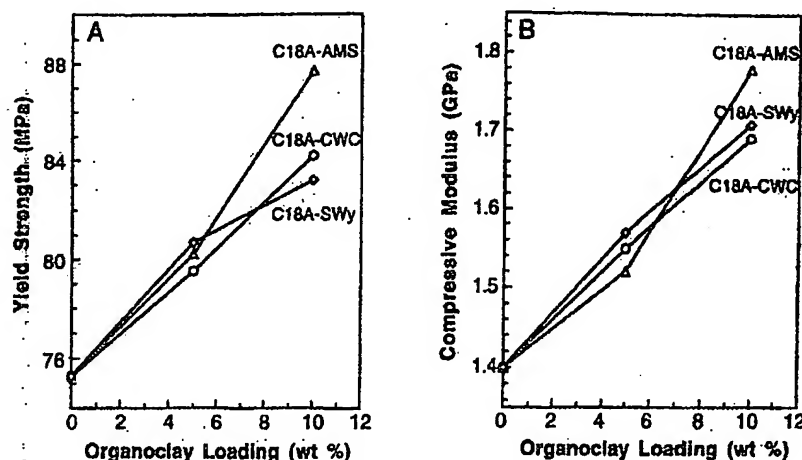 A
C18A-AMS
C18A-CWC
C18A-SWy
88
84
80
76
Yield Strength (MPa)
0 2 4 6 8 10 12
Organoclay Loading (wt %)
B
C18A-AMS
C18A-SWy
C18A-CWC
1.8
1.7
1.6
1.5
1.4
Compressive Modulus (GPa)
0 2 4 6 8 10 12
Organoclay Loading (wt %)